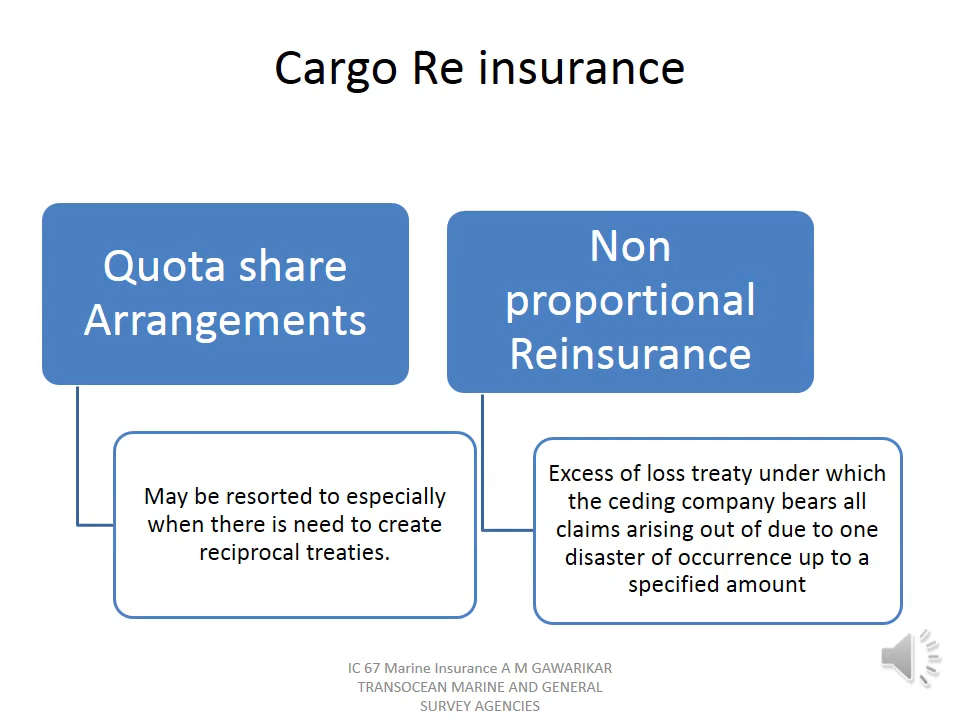 Cargo Re insurance
Quota share
Arrangements
May be resorted to especially
when there is need to create
reciprocal treaties.
Non
proportional
Reinsurance
Excess of loss treaty under which
the ceding company bears all
claims arising out of due to one
disaster of occurrence up to a
specified amount
IC 67 Marine Insurance A M GAWARIKAR
TRANSOCEAN MARINE AND GENERAL
SURVEY AGENCIES